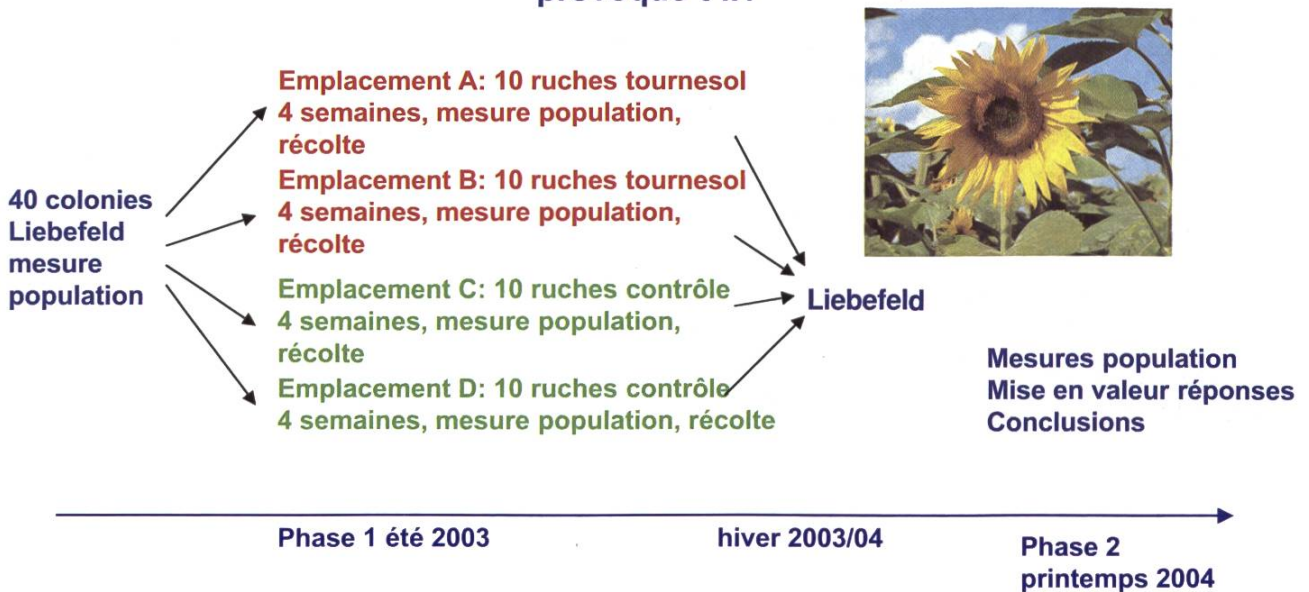 40 colonies
Liebefeld
mesure
population
Emplacement A: 10 ruches tournesol
4 semaines, mesure population,
récolte
Emplacement B: 10 ruches tournesol
4 semaines, mesure population,
récolte
Emplacement C: 10 ruches contrôle
4 semaines, mesure population,
récolte
Emplacement D: 10 ruches contrôle
4 semaines, mesure population, récolte
Liebefeld
Mesures population
Mise en valeur réponses
Conclusions
Phase 1 été 2003
hiver 2003/04
Phase 2
printemps 2004